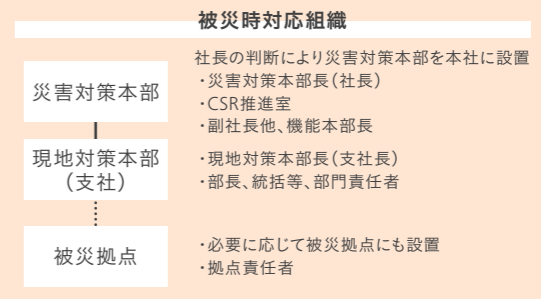 被災時対応組織
災害対策本部
社長の判断により災害対策本部を本社に設置
・災害対策本部長（社長）
・CSR推進室
・副社長他、機能本部長
現地対策本部
（支社）
・現地対策本部長（支社長）
・部長、統括等、部門責任者
被災拠点
・必要に応じて被災拠点にも設置
・拠点責任者